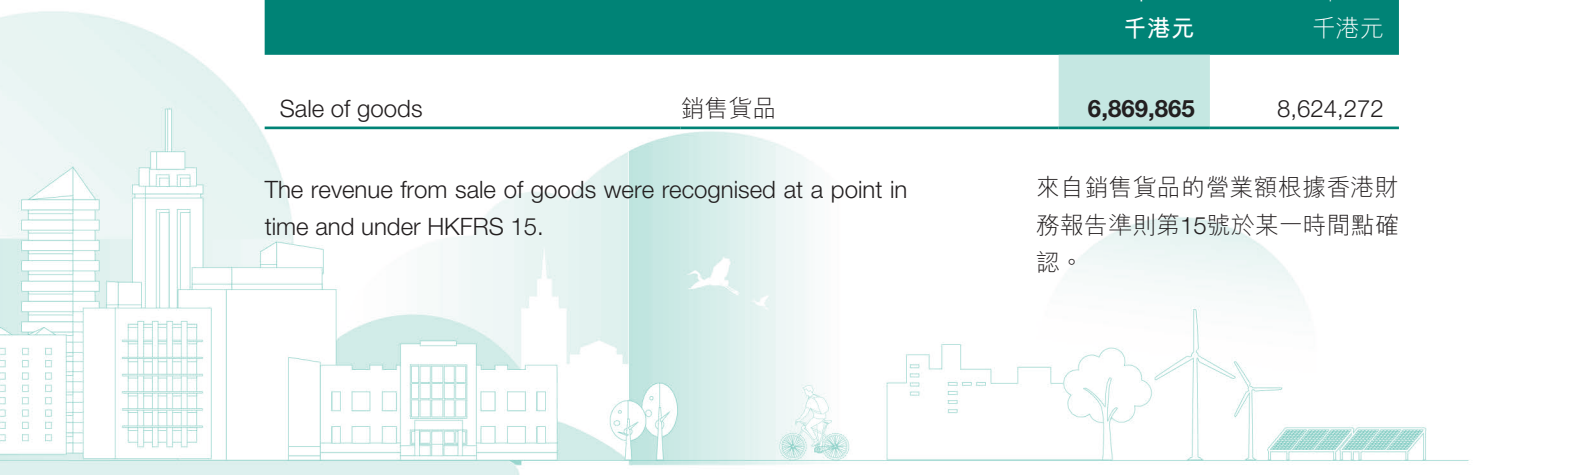 千港元 千港元
Sale of goods 銷售貨品 6,869,865 8,624,272
The revenue from sale of goods were recognised at a point in
time and under HKFRS 15.
來自銷售貨品的營業額根據香港財
務報告準則第15號於某一時間點確
認。